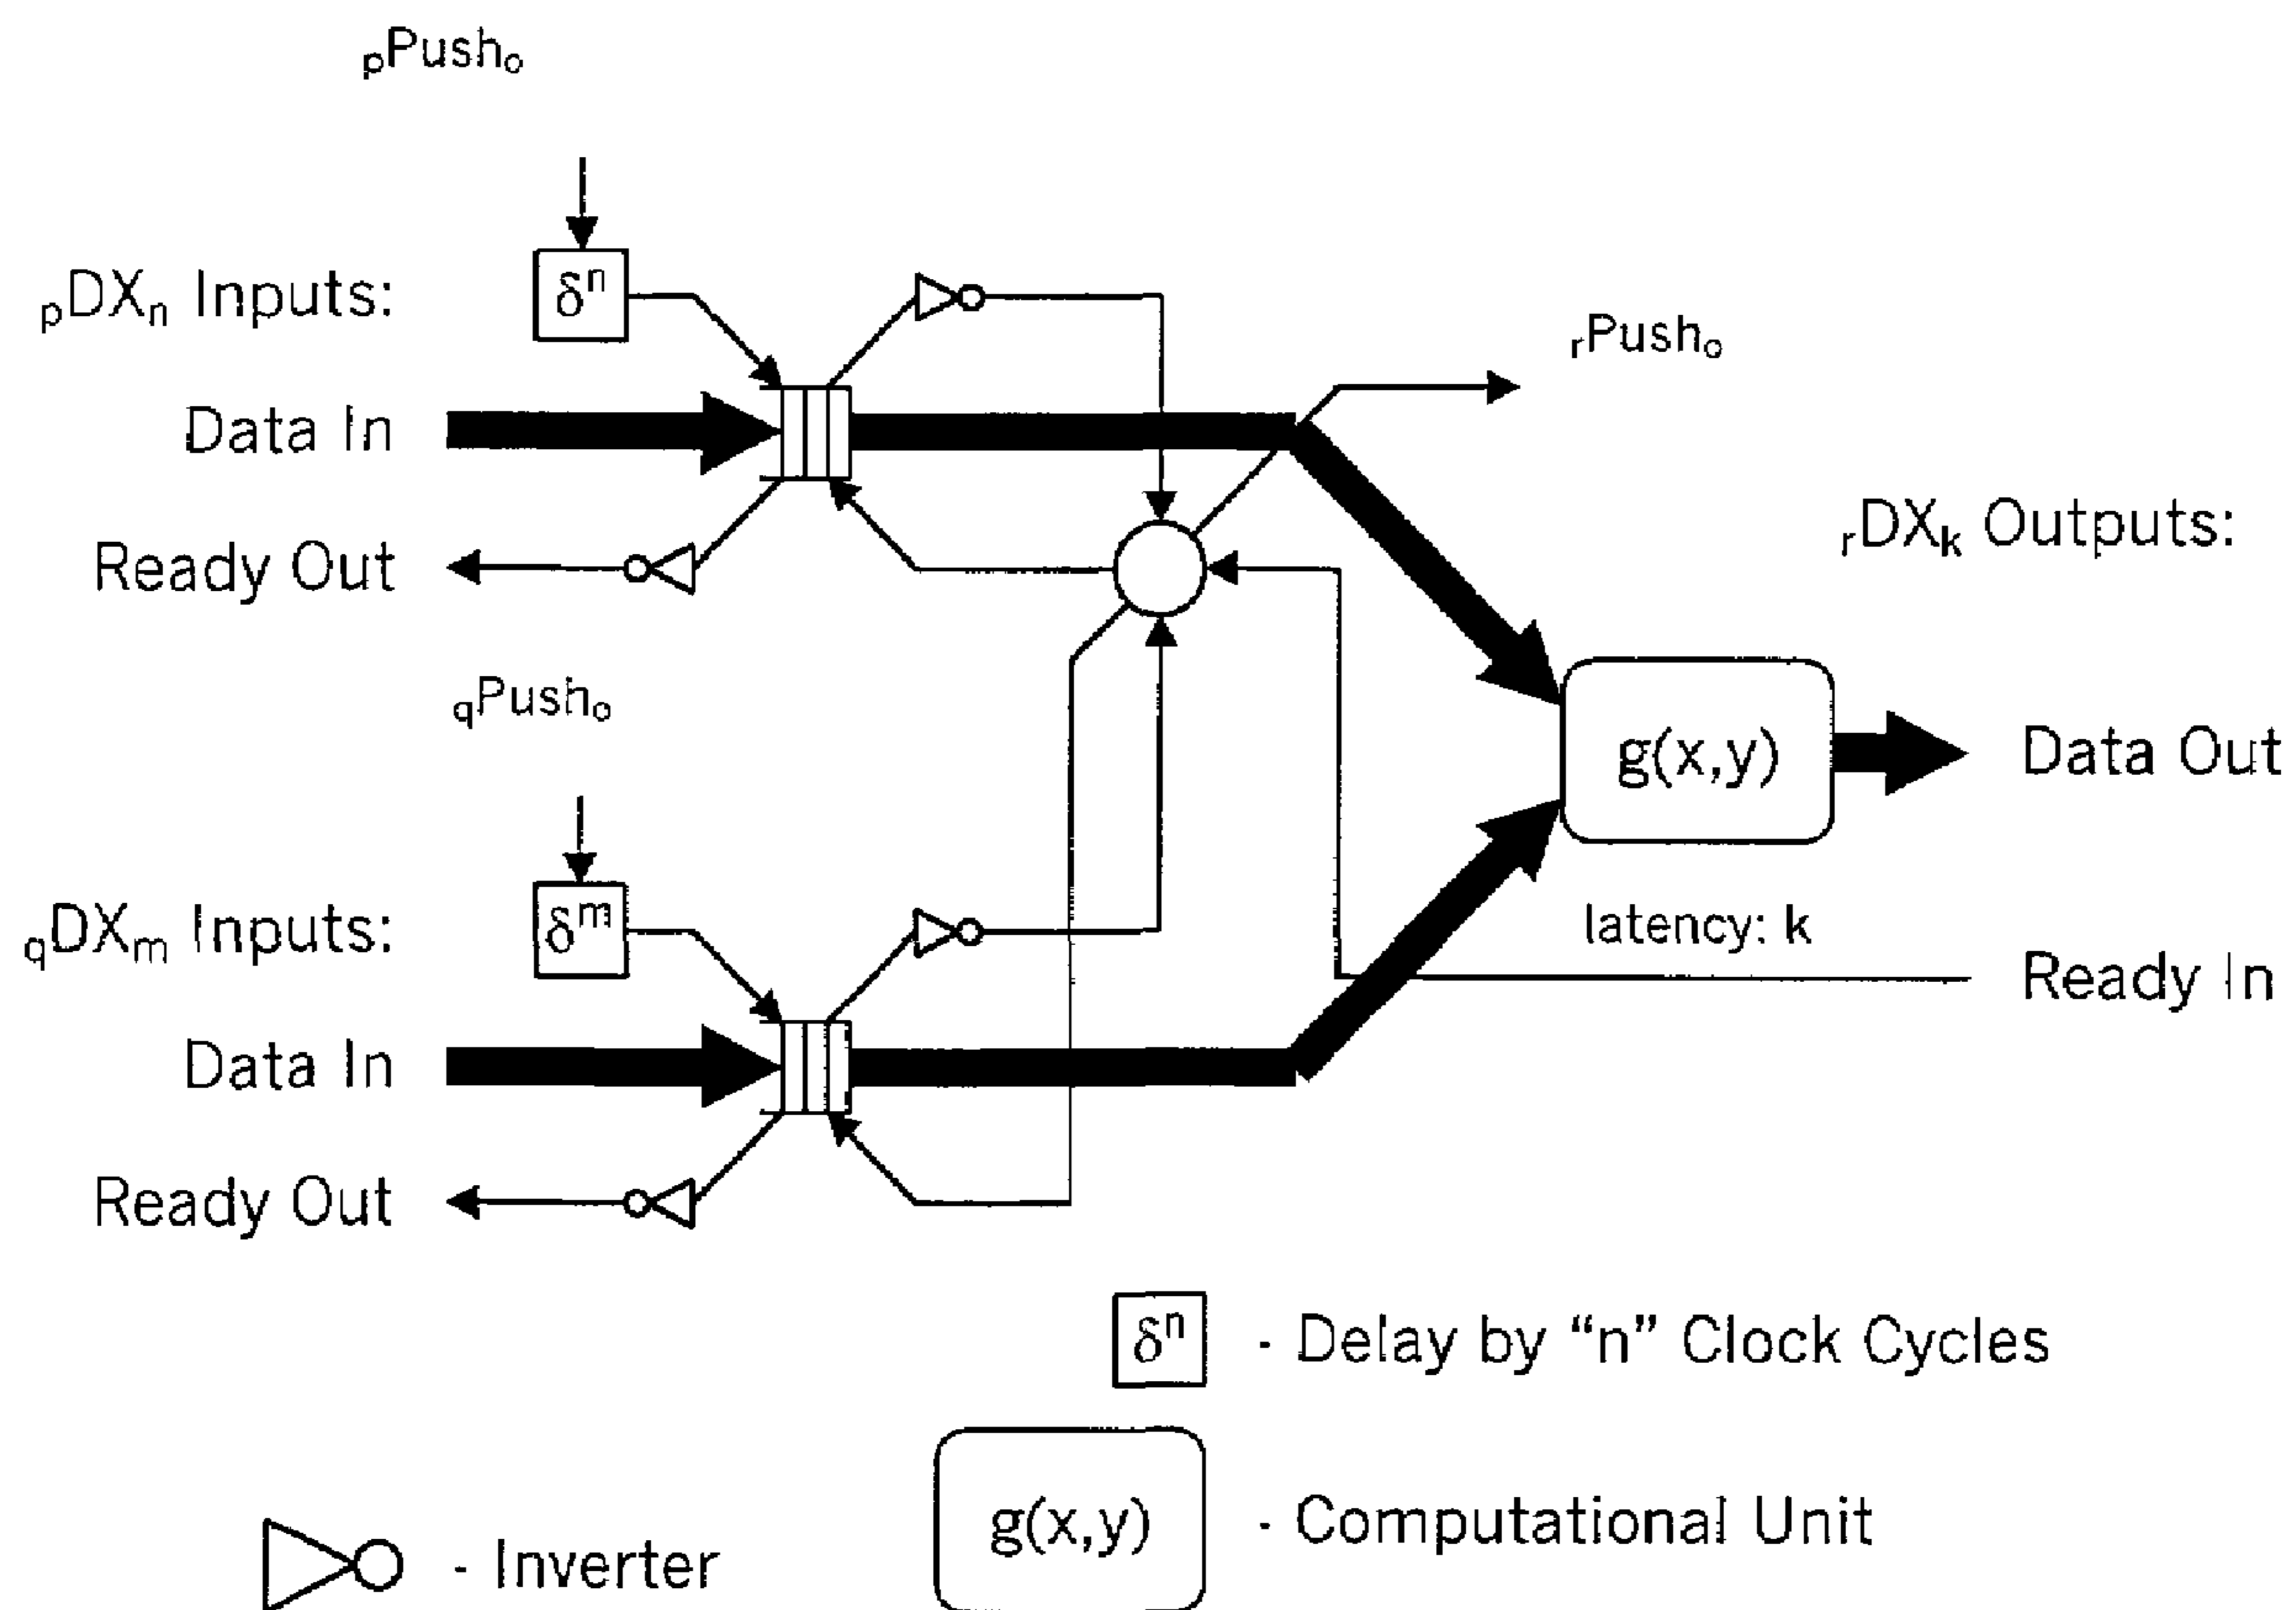 pPusho
δn
pDXn Inputs:
rPusho
Data In
rDXk Outputs:
Ready Out
qPusho
g(x,y)
Data Out
δm
qDXm Inputs:
latency: k
Ready In
Data In
Ready Out
δn - Delay by “n” Clock Cycles
g(x,y) - Computational Unit
- Inverter